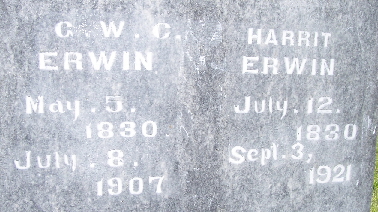 G. W. C.
ERWIN
May. 5.
1830.
July. 8.
1907
HARRIT
ERWIN
July. 12.
1830
Sept. 3,
1921,